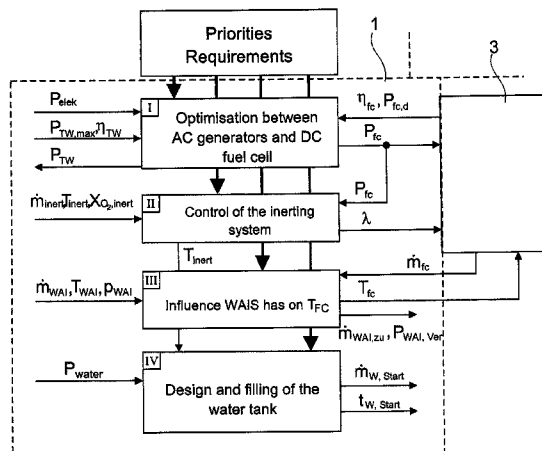 Priorities
Requirements
1
3
P_elek
I
Optimisation between
AC generators and DC
fuel cell
η_fc, P_fc,d
P_TW,max, η_TW
P_fc
P_TW
P_fc
ṁ_inert, T_inert, X_O₂,inert
II
Control of the inerting
system
λ
T_inert
ṁ_fc
III
ṁ_WAI, T_WAI, p_WAI
Influence WAIS has on T_FC
T_fc
ṁ_WAI,zu, P_WAI, Ver
IV
P_water
Design and filling of the
water tank
ṁ_W, Start
t_W, Start